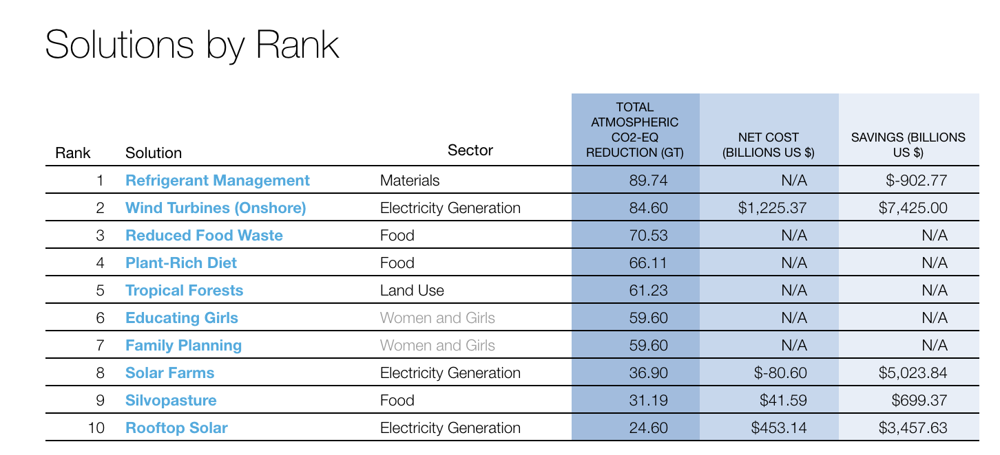 Solutions by Rank
TOTAL
ATMOSPHERIC
CO2-EQ
REDUCTION (GT)
NET COST
(BILLIONS US $)
SAVINGS (BILLIONS
US $)
Rank Solution Sector
1 Refrigerant Management Materials 89.74 N/A $-902.77
2 Wind Turbines (Onshore) Electricity Generation 84.60 $1,225.37 $7,425.00
3 Reduced Food Waste Food 70.53 N/A N/A
4 Plant-Rich Diet Food 66.11 N/A N/A
5 Tropical Forests Land Use 61.23 N/A N/A
6 Educating Girls Women and Girls 59.60 N/A N/A
7 Family Planning Women and Girls 59.60 N/A N/A
8 Solar Farms Electricity Generation 36.90 $-80.60 $5,023.84
9 Silvopasture Food 31.19 $41.59 $699.37
10 Rooftop Solar Electricity Generation 24.60 $453.14 $3,457.63